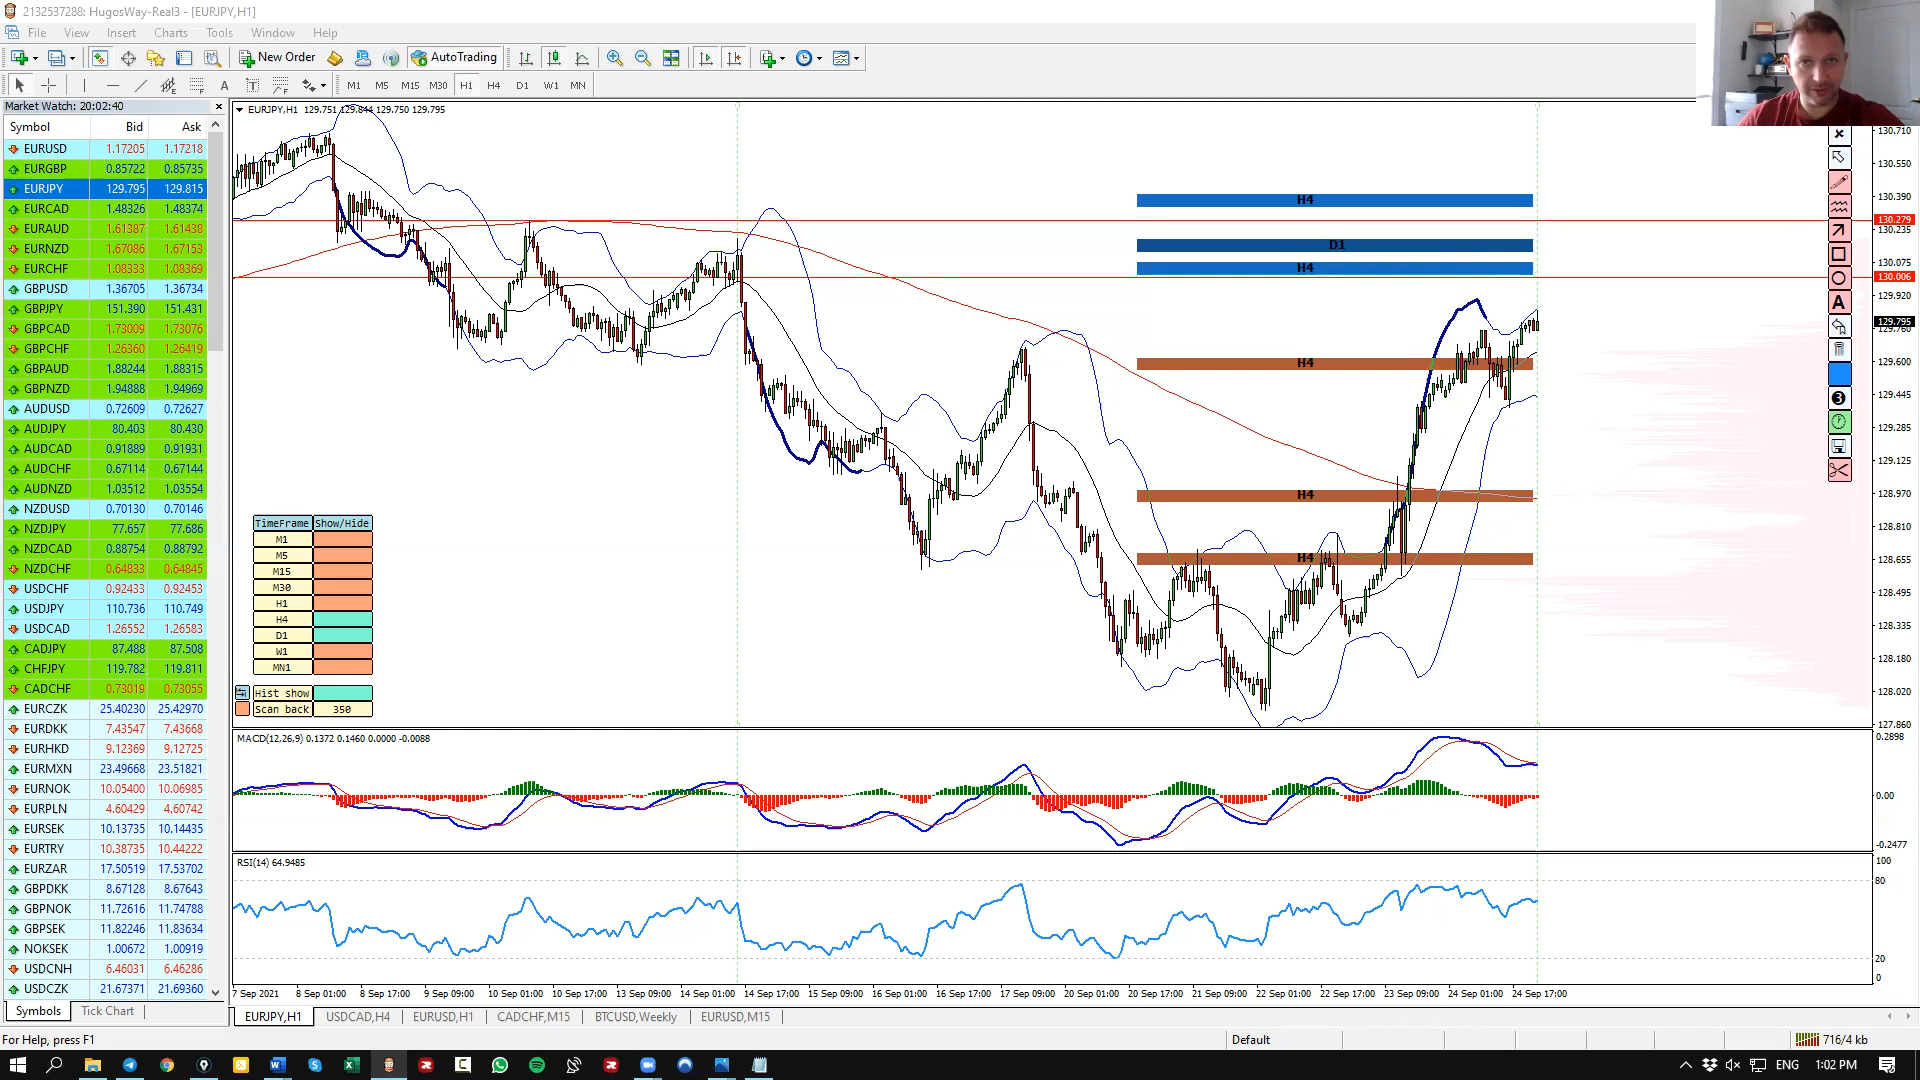 2132537288: HugosWay-Real3 - [EURJPY,H1]
File View Insert Charts Tools Window Help
New Order AutoTrading
A T M1 M5 M15 M30 H1 H4 D1 W1 MN
Market Watch: 20:02:40
Symbol Bid Ask
EURUSD 1.17205 1.17218
EURGBP 0.85722 0.85735
EURJPY 129.795 129.815
EURCAD 1.48326 1.48374
EURAUD 1.61387 1.61438
EURNZD 1.67086 1.67153
EURCHF 1.08333 1.08369
GBPUSD 1.36705 1.36734
GBPJPY 151.390 151.431
GBPCAD 1.73009 1.73076
GBPCHF 1.26360 1.26419
GBPAUD 1.88244 1.88315
GBPNZD 1.94888 1.94969
AUDUSD 0.72609 0.72627
AUDJPY 80.403 80.430
AUDCAD 0.91889 0.91931
AUDCHF 0.67114 0.67144
AUDNZD 1.03512 1.03554
NZDUSD 0.70130 0.70146
NZDJPY 77.657 77.686
NZDCAD 0.88754 0.88792
NZDCHF 0.64833 0.64845
USDCHF 0.92433 0.92453
USDJPY 110.736 110.749
USDCAD 1.26552 1.26583
CADJPY 87.488 87.508
CHFJPY 119.782 119.811
CADCHF 0.73019 0.73055
EURCZK 25.40230 25.42970
EURDKK 7.43547 7.43668
EURHKD 9.12369 9.12725
EURMXN 23.49668 23.51821
EURNOK 10.05400 10.06985
EURPLN 4.60429 4.60742
EURSEK 10.13735 10.14435
EURTRY 10.38735 10.44222
EURZAR 17.50519 17.53702
GBPDKK 8.67128 8.67643
GBPNOK 11.72616 11.74788
GBPSEK 11.82246 11.83634
NOKSEK 1.00672 1.00919
USDCNH 6.46031 6.46286
USDCZK 21.67371 21.69360
Symbols Tick Chart
EURJPY,H1 129.751 129.844 129.750 129.795
H4
D1
H4
H4
H4
H4
TimeFrame Show/Hide
M1
M5
M15
M30
H1
H4
D1
W1
MN1
Hist show
Scan back 350
130.710
130.550
130.390
130.279
130.235
130.075
130.006
129.920
129.795
129.760
129.600
129.445
129.285
129.125
128.970
128.810
128.655
128.495
128.335
128.180
128.020
127.860
A
3
MACD(12,26,9) 0.1372 0.1460 0.0000 -0.0088
0.2898
0.00
-0.2477
RSI(14) 64.9485
100
80
20
0
7 Sep 2021 8 Sep 01:00 8 Sep 17:00 9 Sep 09:00 10 Sep 01:00 10 Sep 17:00 13 Sep 09:00 14 Sep 01:00 14 Sep 17:00 15 Sep 09:00 16 Sep 01:00 16 Sep 17:00 17 Sep 09:00 20 Sep 01:00 20 Sep 17:00 21 Sep 09:00 22 Sep 01:00 22 Sep 17:00 23 Sep 09:00 24 Sep 01:00 24 Sep 17:00
EURJPY,H1 USDCAD,H4 EURUSD,H1 CADCHF,M15 BTCUSD,Weekly EURUSD,M15
For Help, press F1 Default 716/4 kb
ENG 1:02 PM